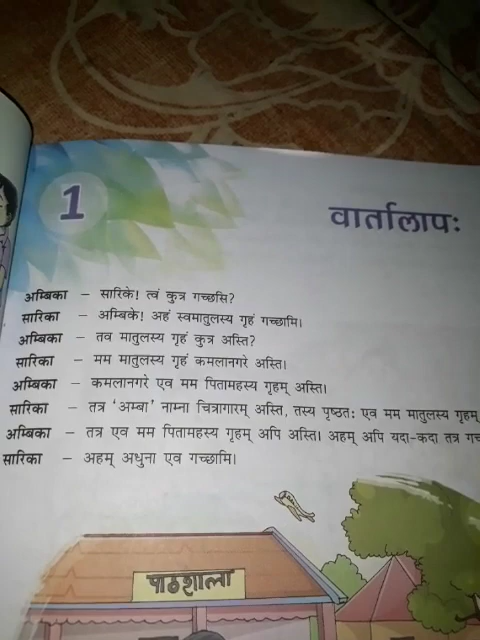 1
वार्तालापः
अम्बिका – सारिके! त्वं कुत्र गच्छसि?
सारिका – अम्बिके! अहं स्वमातुलस्य गृहं गच्छामि।
अम्बिका – तव मातुलस्य गृहं कुत्र अस्ति?
सारिका – मम मातुलस्य गृहं कमलानगरे अस्ति।
अम्बिका – कमलानगरे एव मम पितामहस्य गृहम् अस्ति।
सारिका – तत्र ‘अम्बा’ नाम्ना चित्रागारम् अस्ति, तस्य पृष्ठतः एव मम मातुलस्य गृहम्
अम्बिका – तत्र एव मम पितामहस्य गृहम् अपि अस्ति। अहम् अपि यदा-कदा तत्र
सारिका – अहम् अधुना एव गच्छामि।
पाठशाला